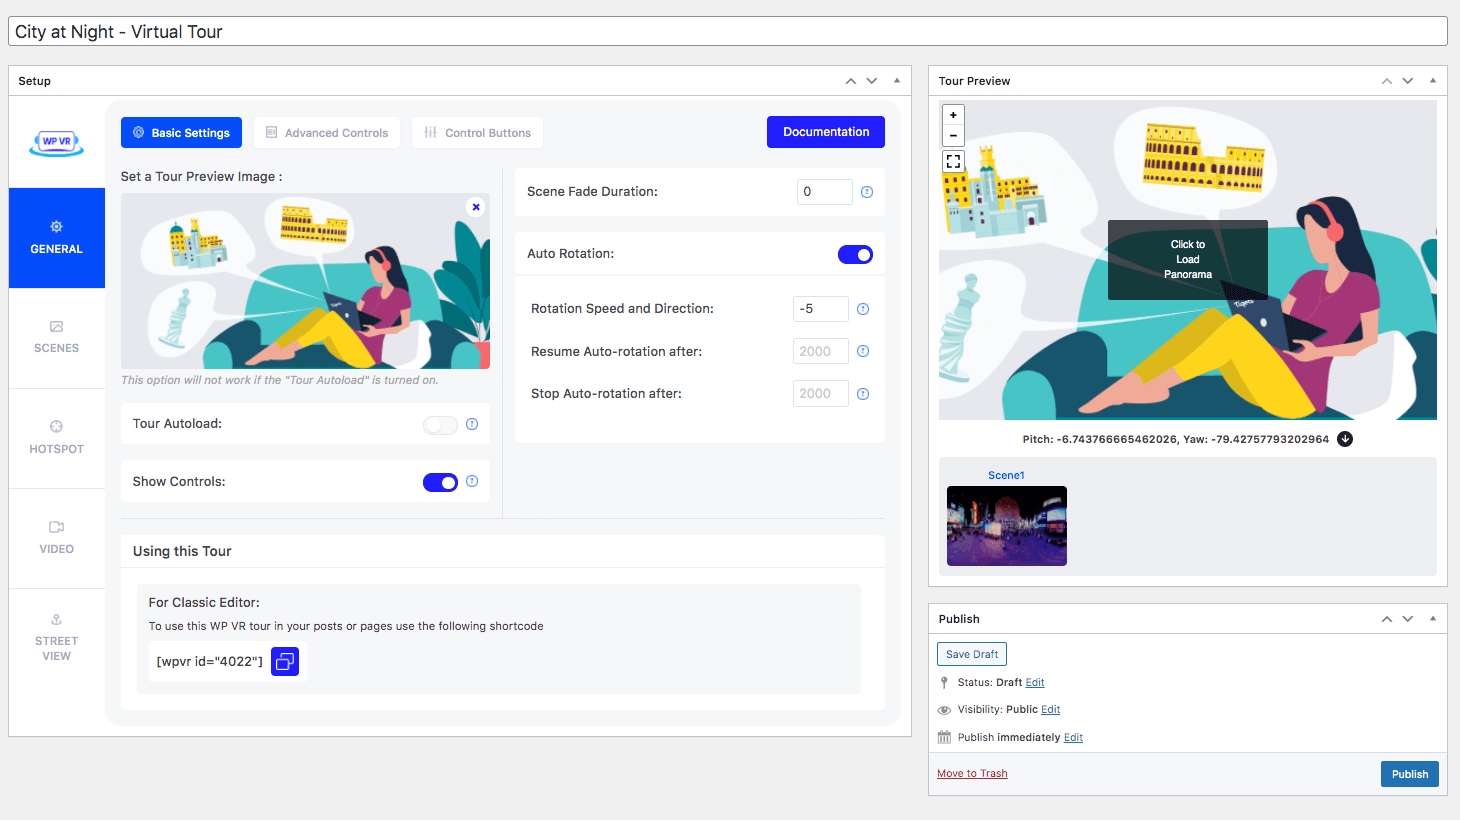 City at Night - Virtual Tour
Setup
WP VR
GENERAL
SCENES
HOTSPOT
VIDEO
STREET
VIEW
Basic Settings
Advanced Controls
Control Buttons
Documentation
Set a Tour Preview Image :
Tiqets
This option will not work if the "Tour Autoload" is turned on.
Tour Autoload:
Show Controls:
Scene Fade Duration:
0
Auto Rotation:
Rotation Speed and Direction:
-5
Resume Auto-rotation after:
2000
Stop Auto-rotation after:
2000
Using this Tour
For Classic Editor:
To use this WP VR tour in your posts or pages use the following shortcode
[wpvr id="4022"]
Tour Preview
+
-
Click to
Load
Panorama
Tiqets
Pitch: -6.743766665462026, Yaw: -79.42757793202964
Scene1
Publish
Save Draft
Status: Draft Edit
Visibility: Public Edit
Publish immediately Edit
Move to Trash
Publish